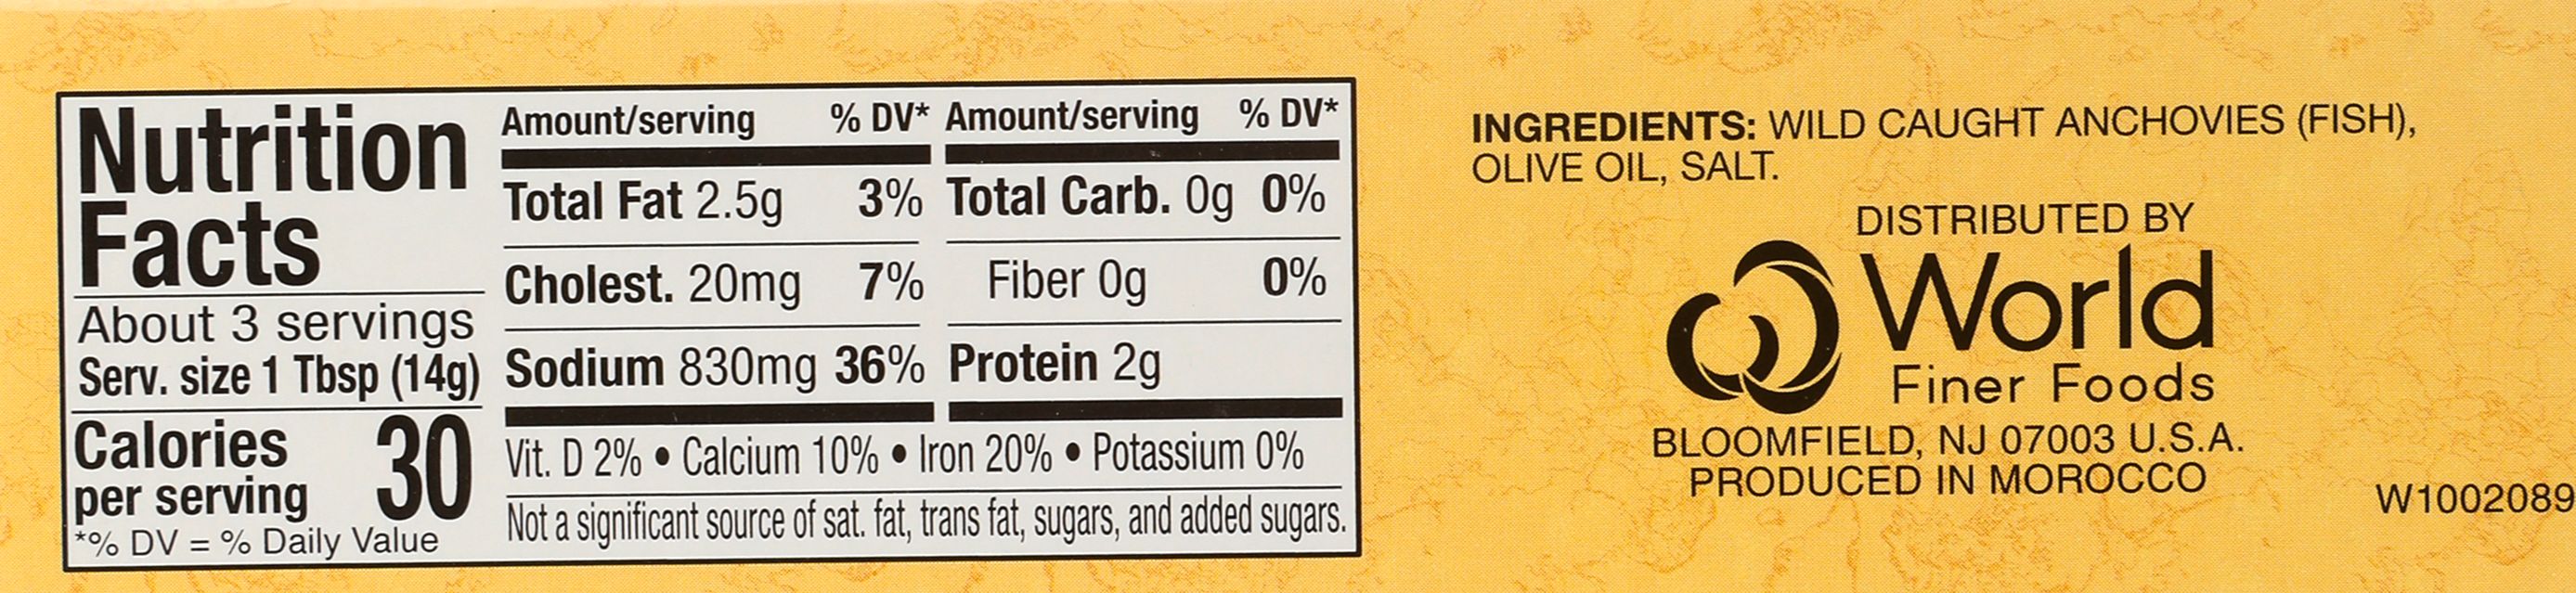 Nutrition
Facts
About 3 servings
Serv. size 1 Tbsp (14g)
Calories
per serving 30
*% DV = % Daily Value
Amount/serving % DV* Amount/serving % DV*
Total Fat 2.5g 3% Total Carb. 0g 0%
Cholest. 20mg 7% Fiber 0g 0%
Sodium 830mg 36% Protein 2g
Vit. D 2% • Calcium 10% • Iron 20% • Potassium 0%
Not a significant source of sat. fat, trans fat, sugars, and added sugars.
INGREDIENTS: WILD CAUGHT ANCHOVIES (FISH),
OLIVE OIL, SALT.
DISTRIBUTED BY
World
Finer Foods
BLOOMFIELD, NJ 07003 U.S.A.
PRODUCED IN MOROCCO
W1002089